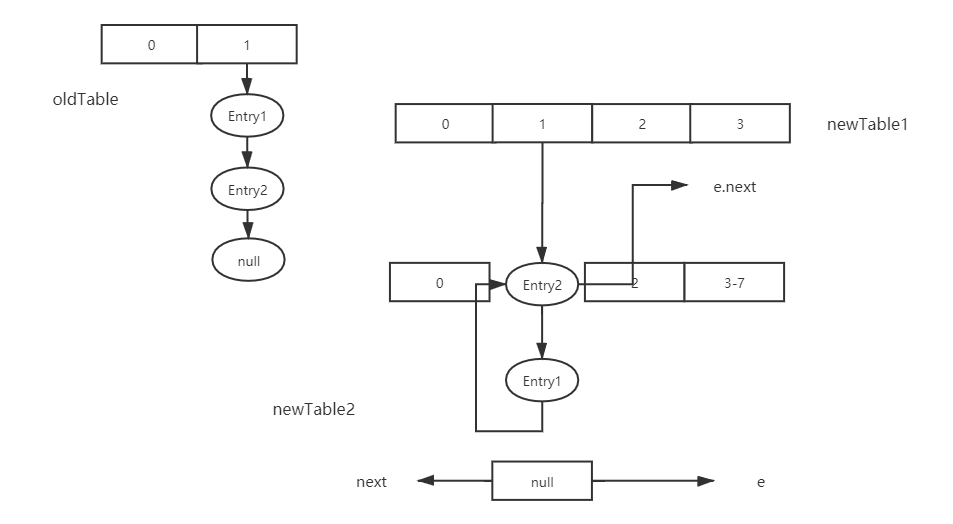 0 1
oldTable
Entry1
Entry2
null
0 1 2 3 newTable1
e.next
0 Entry2 2 3-7
Entry1
newTable2
next null e